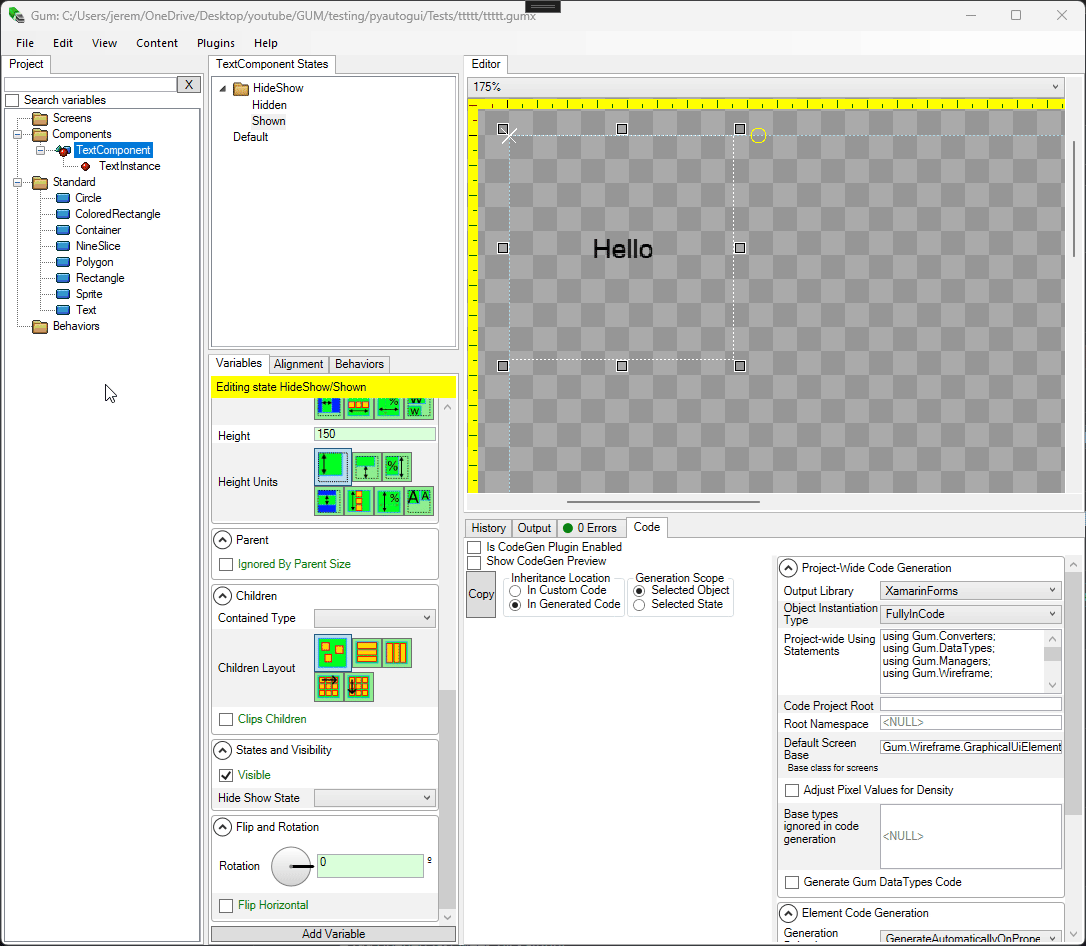 Gum: C:/Users/jerem/OneDrive/Desktop/youtube/GUM/testing/pyautogui/Tests/ttttt/ttttt.gumx
File Edit View Content Plugins Help
Project
X
Search variables
Screens
Components
TextComponent
TextInstance
Standard
Circle
ColoredRectangle
Container
NineSlice
Polygon
Rectangle
Sprite
Text
Behaviors
TextComponent States
HideShow
Hidden
Shown
Default
Variables Alignment Behaviors
Editing state HideShow/Shown
%
W
W
Height 150
Height Units
%
% A A
Parent
Ignored By Parent Size
Children
Contained Type
Children Layout
Clips Children
States and Visibility
Visible
Hide Show State
Flip and Rotation
Rotation 0 º
Flip Horizontal
Add Variable
Editor
175%
Hello
History Output 0 Errors Code
Is CodeGen Plugin Enabled
Show CodeGen Preview
Copy
Inheritance Location
In Custom Code
In Generated Code
Generation Scope
Selected Object
Selected State
Project-Wide Code Generation
Output Library XamarinForms
Object Instantiation Type FullyInCode
Project-wide Using Statements
using Gum.Converters;
using Gum.DataTypes;
using Gum.Managers;
using Gum.Wireframe;
Code Project Root
Root Namespace <NULL>
Default Screen Base Gum.Wireframe.GraphicalUiElement
Base class for screens
Adjust Pixel Values for Density
Base types ignored in code generation <NULL>
Generate Gum DataTypes Code
Element Code Generation
Generation GenerateAutomaticallyOnPrope